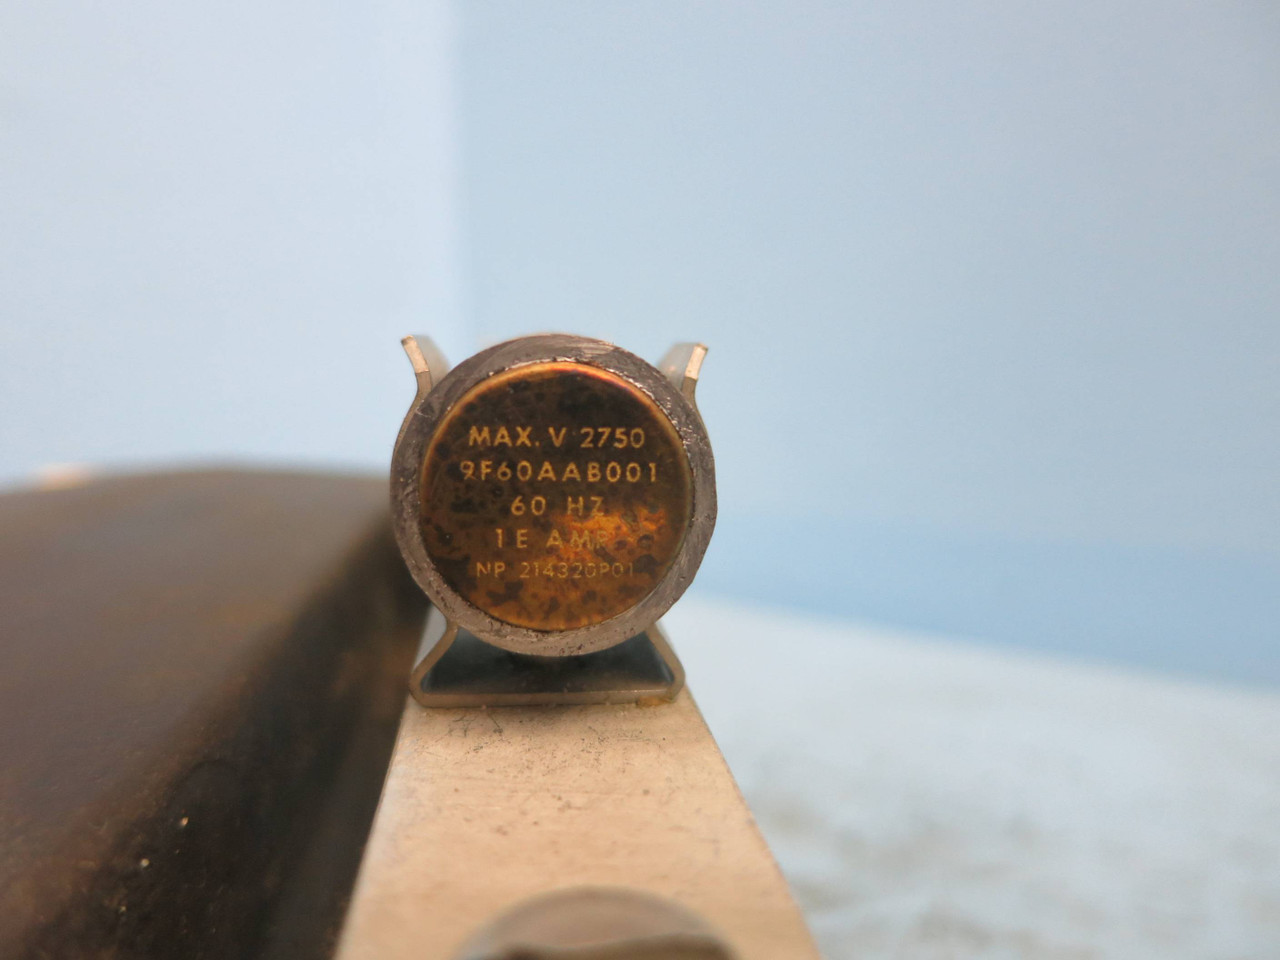 MAX. V 2750
9F60AAB001
60 HZ
1E AMP
NP 214320P01